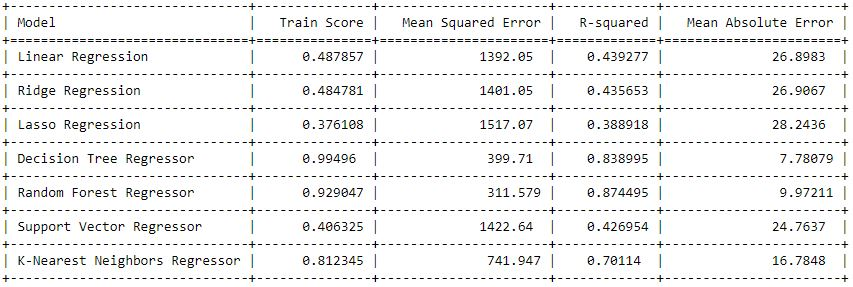 Model | Train Score | Mean Squared Error | R-squared | Mean Absolute Error
Linear Regression | 0.487857 | 1392.05 | 0.439277 | 26.8983
Ridge Regression | 0.484781 | 1401.05 | 0.435653 | 26.9067
Lasso Regression | 0.376108 | 1517.07 | 0.388918 | 28.2436
Decision Tree Regressor | 0.99496 | 399.71 | 0.838995 | 7.78079
Random Forest Regressor | 0.929047 | 311.579 | 0.874495 | 9.97211
Support Vector Regressor | 0.406325 | 1422.64 | 0.426954 | 24.7637
K-Nearest Neighbors Regressor | 0.812345 | 741.947 | 0.70114 | 16.7848